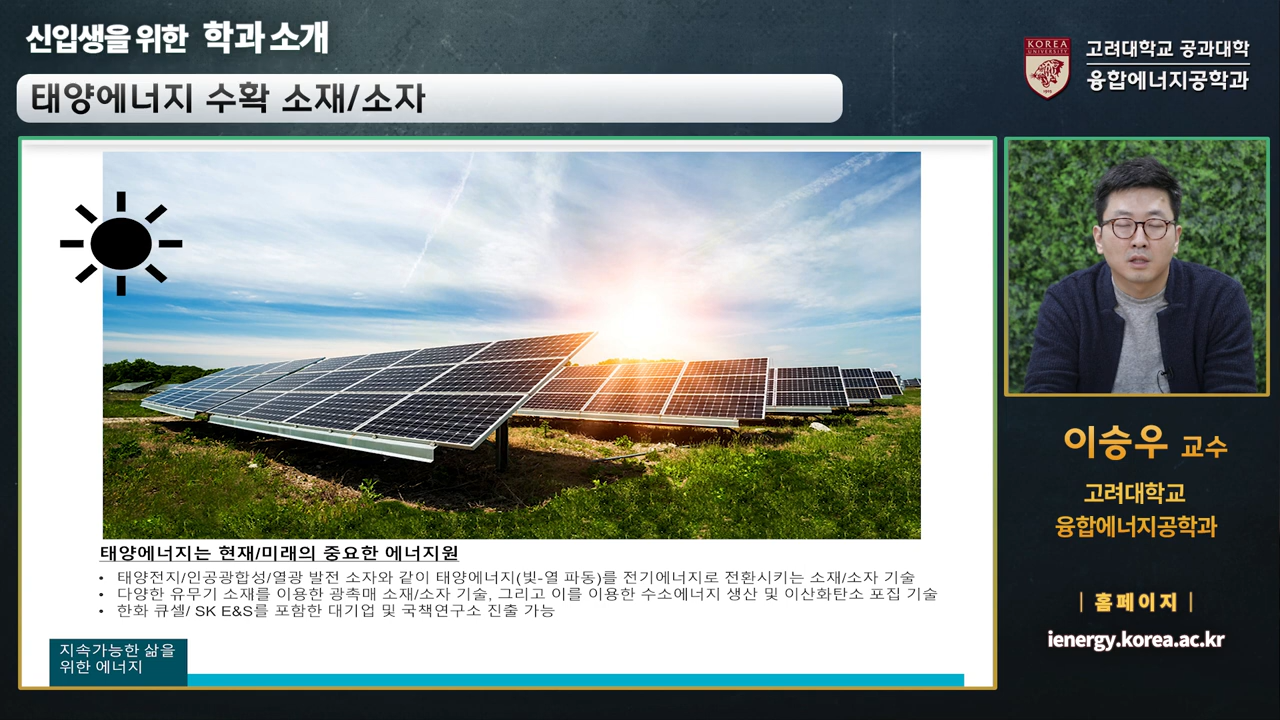 신입생을 위한 학과 소개
KOREA
UNIVERSITY
고려대학교 공과대학
융합에너지공학과
태양에너지 수확 소재/소자
태양에너지는 현재/미래의 중요한 에너지원
• 태양전지/인공광합성/열광 발전 소자와 같이 태양에너지(빛-열 파동)를 전기에너지로 전환시키는 소재/소자 기술
• 다양한 유무기 소재를 이용한 광촉매 소재/소자 기술, 그리고 이를 이용한 수소에너지 생산 및 이산화탄소 포집 기술
• 한화 큐셀/ SK E&S를 포함한 대기업 및 국책연구소 진출 가능
지속가능한 삶을
위한 에너지
이승우 교수
고려대학교
융합에너지공학과
| 홈페이지 |
ienergy.korea.ac.kr